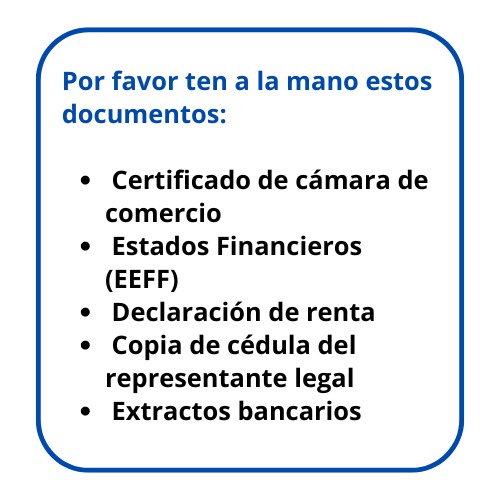 Por favor ten a la mano estos
documentos:
• Certificado de cámara de
comercio
• Estados Financieros
(EEFF)
• Declaración de renta
• Copia de cédula del
representante legal
• Extractos bancarios